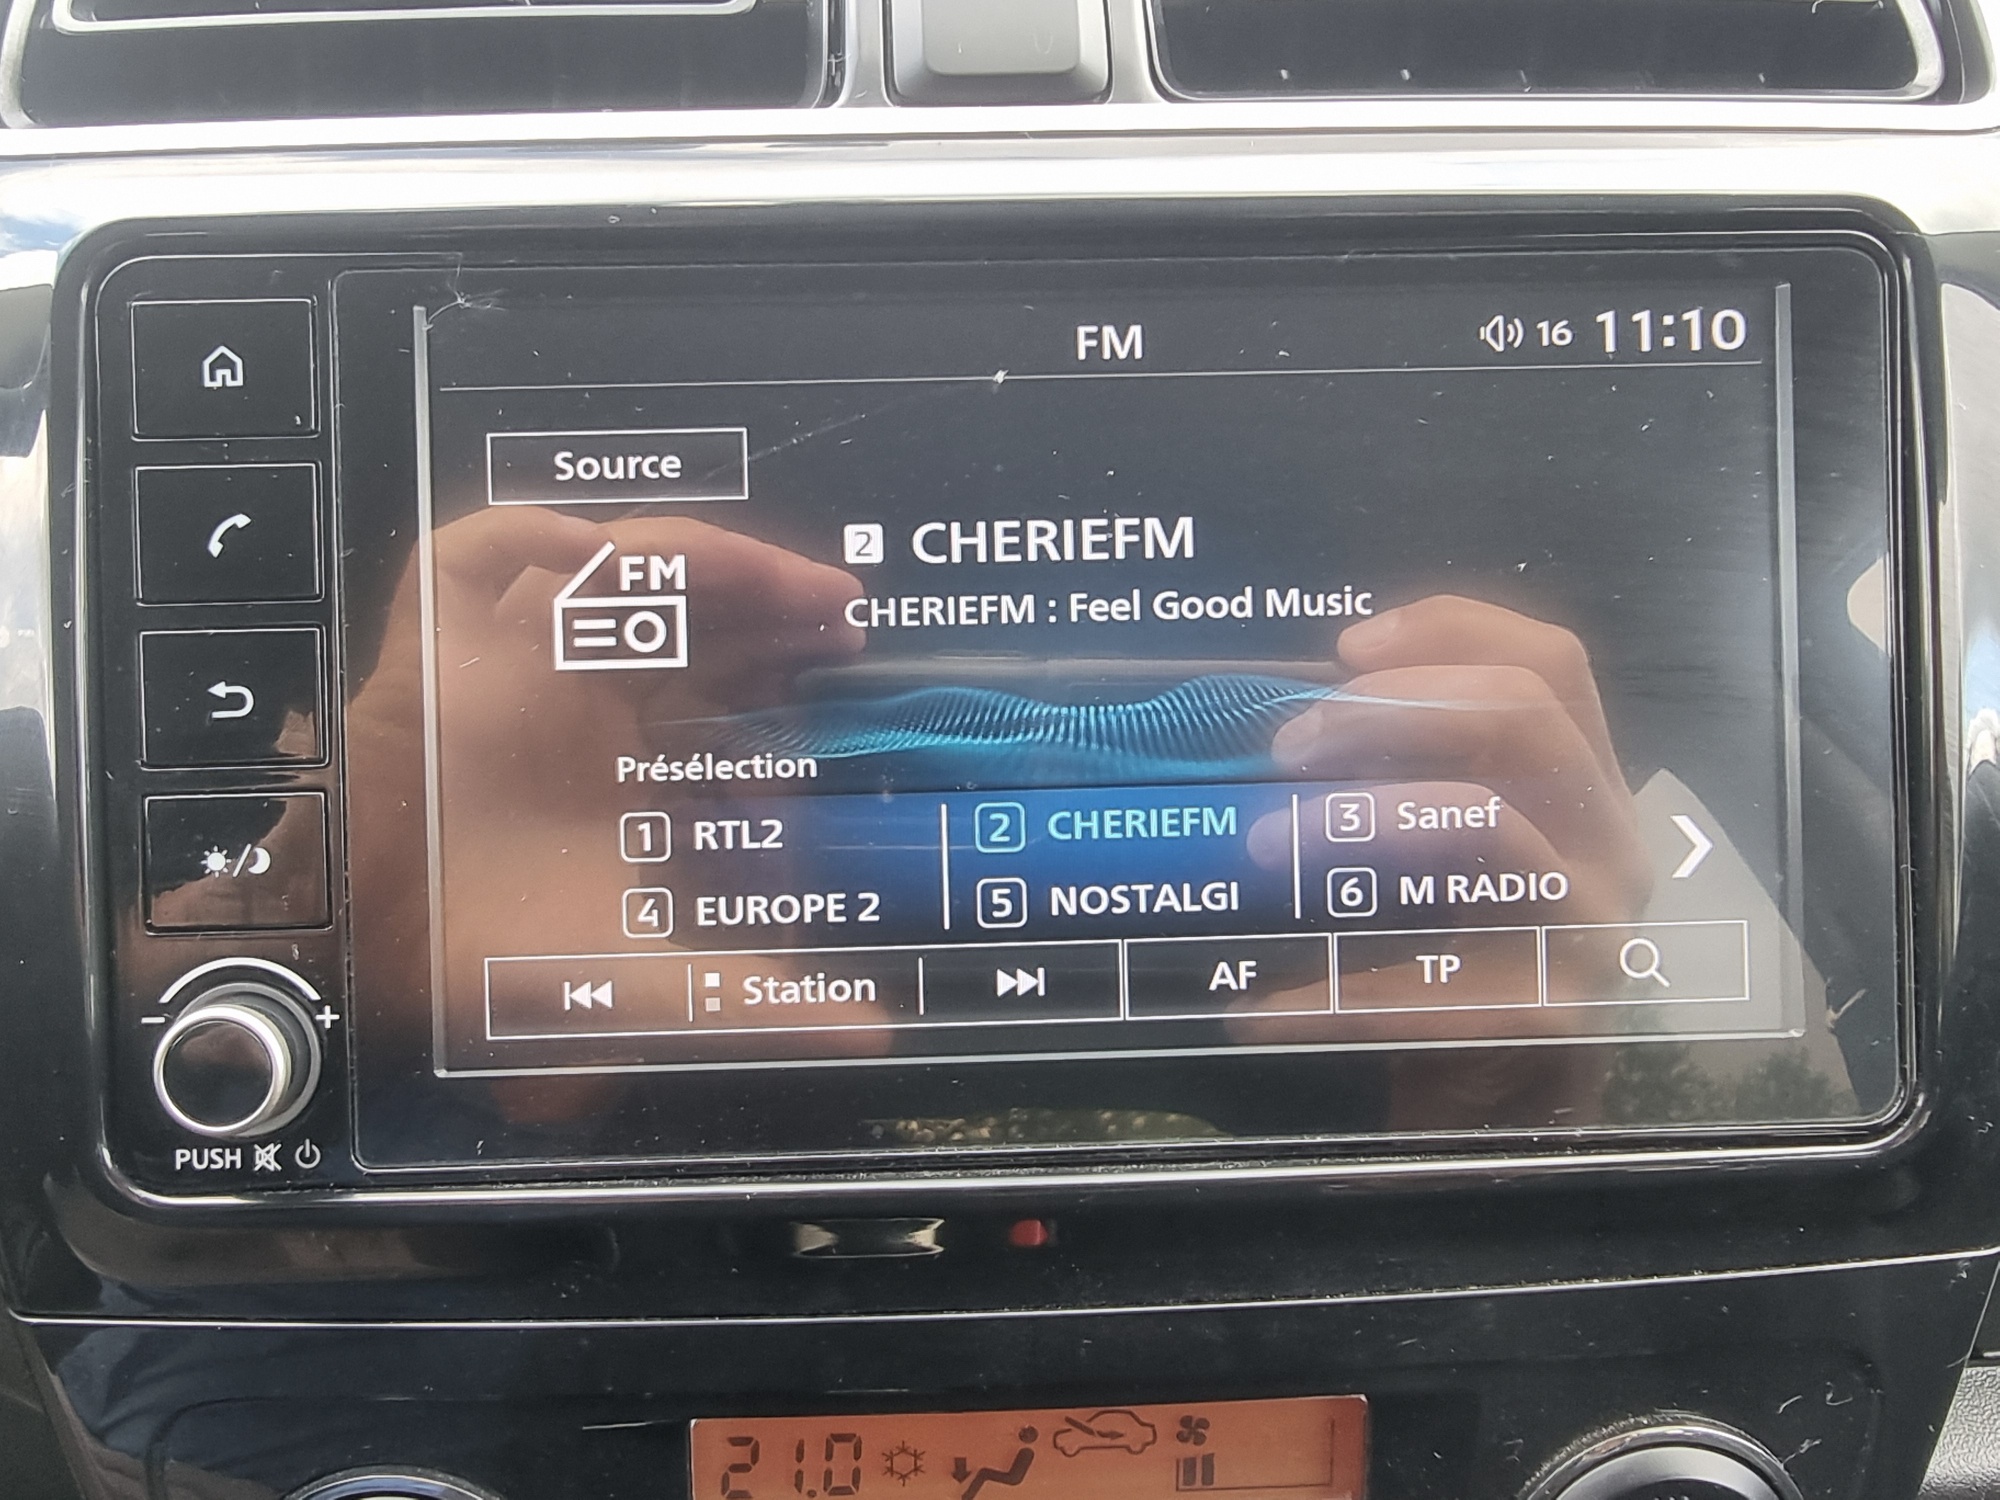 FM
16 11:10
Source
FM
2 CHERIEFM
CHERIEFM : Feel Good Music
Présélection
1 RTL2
2 CHERIEFM
3 Sanef
4 EUROPE 2
5 NOSTALGI
6 M RADIO
Station
AF
TP
- +
PUSH
21.0